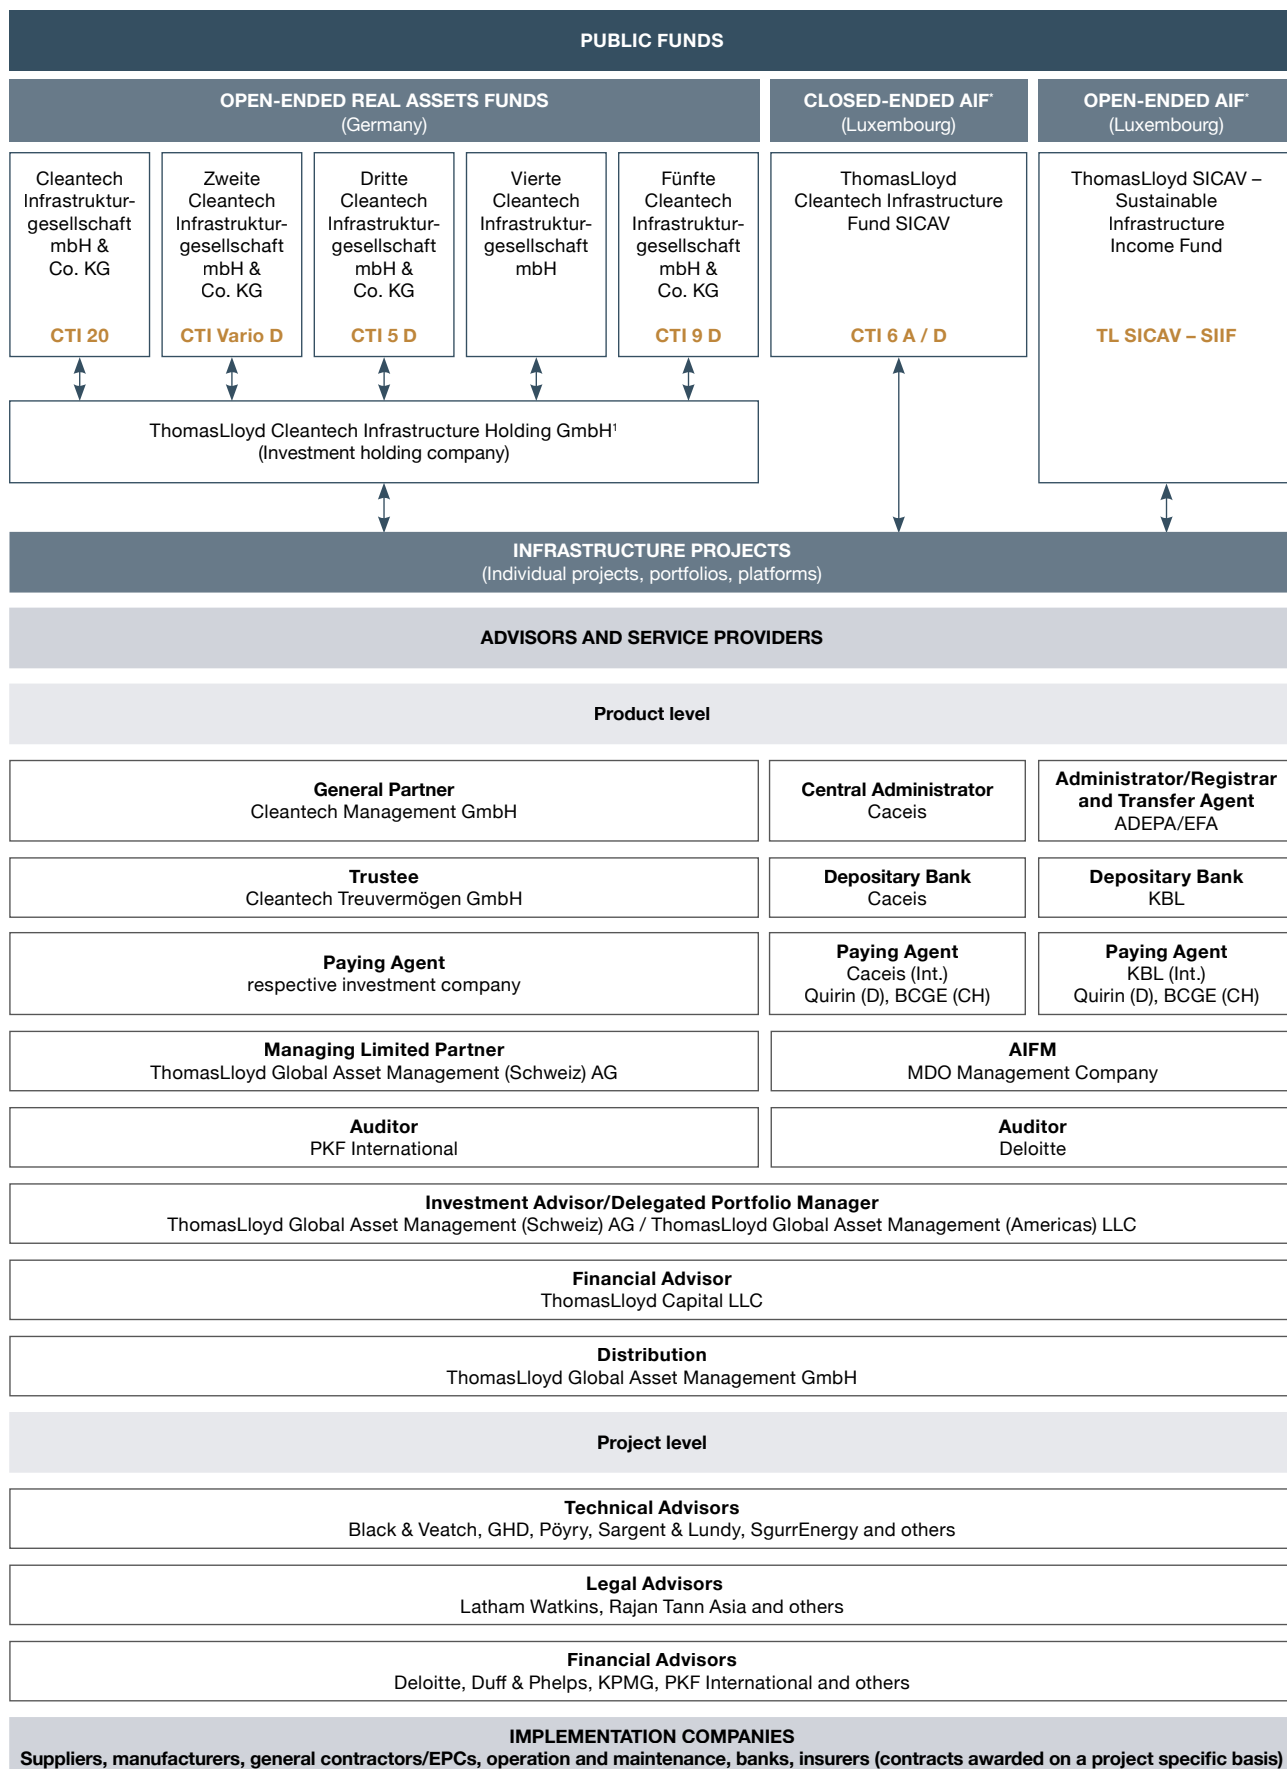 PUBLIC FUNDS
OPEN-ENDED REAL ASSETS FUNDS
(Germany)
CLOSED-ENDED AIF*
(Luxembourg)
OPEN-ENDED AIF*
(Luxembourg)
Cleantech
Infrastruktur-
gesellschaft
mbH &
Co. KG
CTI 20
Zweite
Cleantech
Infrastruktur-
gesellschaft
mbH &
Co. KG
CTI Vario D
Dritte
Cleantech
Infrastruktur-
gesellschaft
mbH &
Co. KG
CTI 5 D
Vierte
Cleantech
Infrastruktur-
gesellschaft
mbH
Fünfte
Cleantech
Infrastruktur-
gesellschaft
mbH &
Co. KG
CTI 9 D
ThomasLloyd
Cleantech Infrastructure
Fund SICAV
CTI 6 A / D
ThomasLloyd SICAV –
Sustainable
Infrastructure
Income Fund
TL SICAV – SIIF
ThomasLloyd Cleantech Infrastructure Holding GmbH¹
(Investment holding company)
INFRASTRUCTURE PROJECTS
(Individual projects, portfolios, platforms)
ADVISORS AND SERVICE PROVIDERS
Product level
General Partner
Cleantech Management GmbH
Central Administrator
Caceis
Administrator/Registrar
and Transfer Agent
ADEPA/EFA
Trustee
Cleantech Treuvermögen GmbH
Depositary Bank
Caceis
Depositary Bank
KBL
Paying Agent
respective investment company
Paying Agent
Caceis (Int.)
Quirin (D), BCGE (CH)
Paying Agent
KBL (Int.)
Quirin (D), BCGE (CH)
Managing Limited Partner
ThomasLloyd Global Asset Management (Schweiz) AG
AIFM
MDO Management Company
Auditor
PKF International
Auditor
Deloitte
Investment Advisor/Delegated Portfolio Manager
ThomasLloyd Global Asset Management (Schweiz) AG / ThomasLloyd Global Asset Management (Americas) LLC
Financial Advisor
ThomasLloyd Capital LLC
Distribution
ThomasLloyd Global Asset Management GmbH
Project level
Technical Advisors
Black & Veatch, GHD, Pöyry, Sargent & Lundy, SgurrEnergy and others
Legal Advisors
Latham Watkins, Rajan Tann Asia and others
Financial Advisors
Deloitte, Duff & Phelps, KPMG, PKF International and others
IMPLEMENTATION COMPANIES
Suppliers, manufacturers, general contractors/EPCs, operation and maintenance, banks, insurers (contracts awarded on a project specific basis)